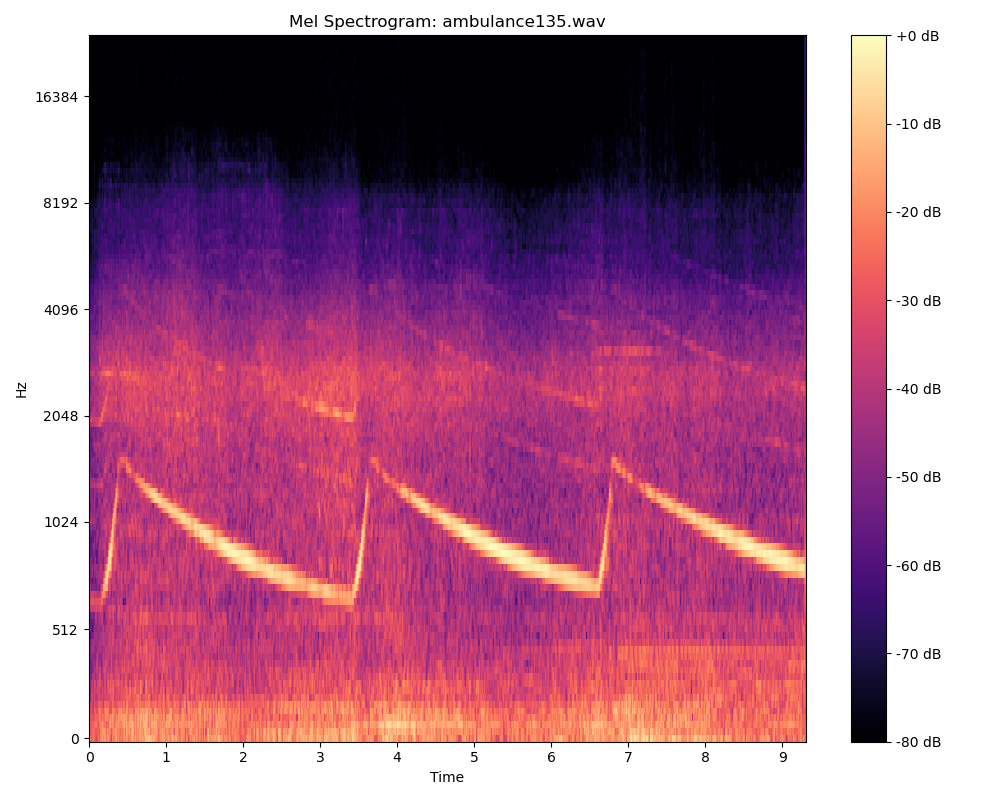 Mel Spectrogram: ambulance135.wav
Hz
16384
8192
4096
2048
1024
512
0
0 1 2 3 4 5 6 7 8 9
Time
+0 dB
-10 dB
-20 dB
-30 dB
-40 dB
-50 dB
-60 dB
-70 dB
-80 dB